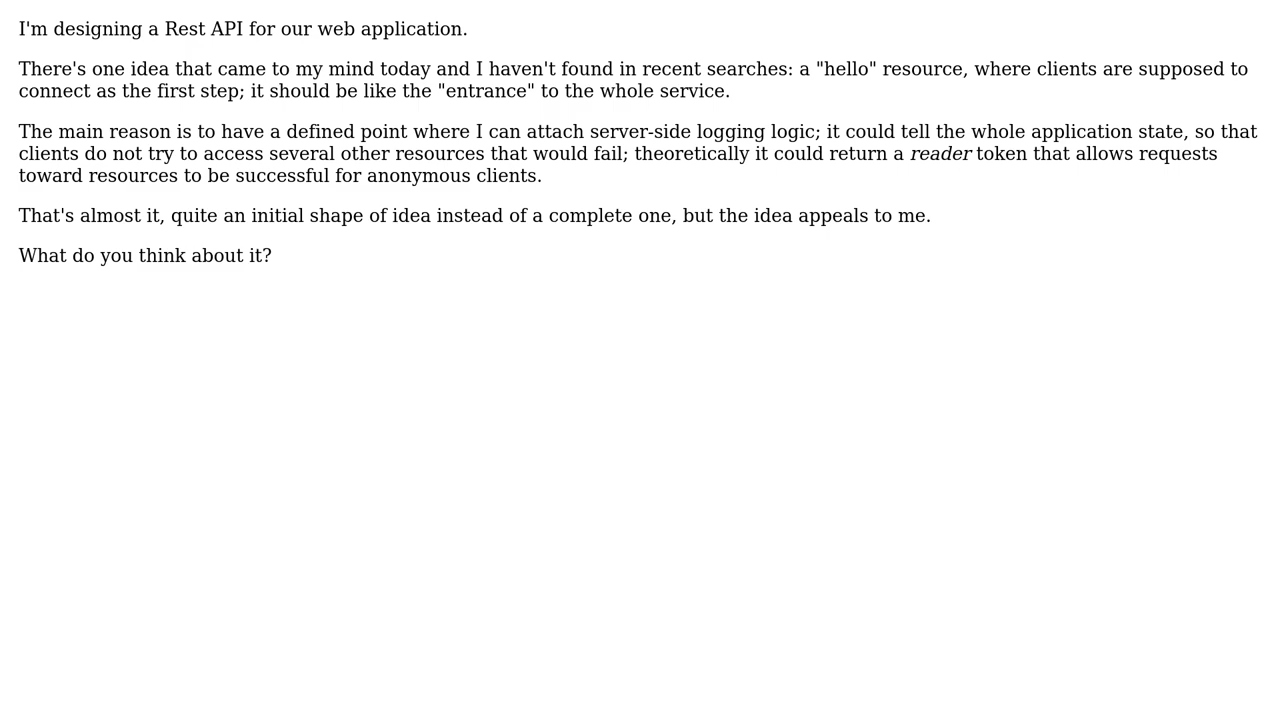 I'm designing a Rest API for our web application.
There's one idea that came to my mind today and I haven't found in recent searches: a "hello" resource, where clients are supposed to
connect as the first step; it should be like the "entrance" to the whole service.
The main reason is to have a defined point where I can attach server-side logging logic; it could tell the whole application state, so that
clients do not try to access several other resources that would fail; theoretically it could return a reader token that allows requests
toward resources to be successful for anonymous clients.
That's almost it, quite an initial shape of idea instead of a complete one, but the idea appeals to me.
What do you think about it?